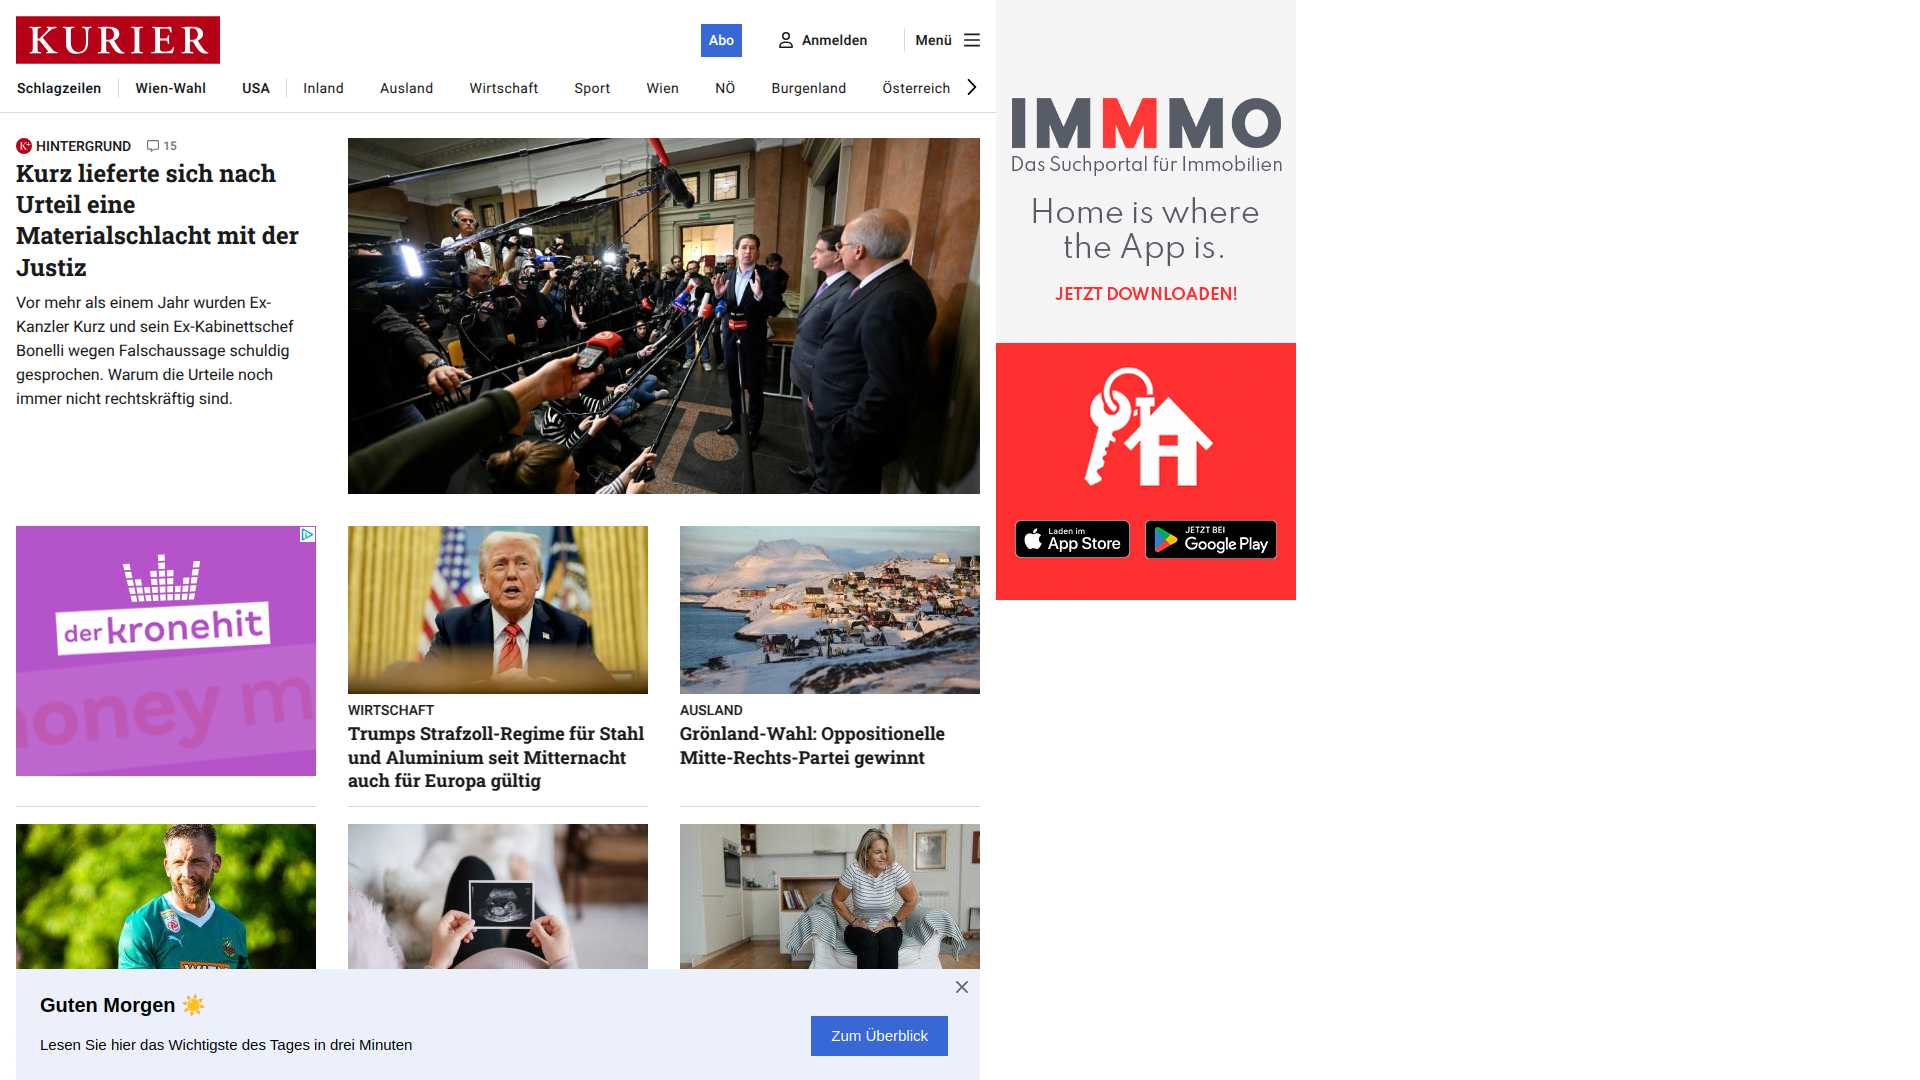 KURIER
Abo
Anmelden
Menü
Schlagzeilen
Wien-Wahl
USA
Inland
Ausland
Wirtschaft
Sport
Wien
NÖ
Burgenland
Österreich
HINTERGRUND
15
Kurz lieferte sich nach
Urteil eine
Materialschlacht mit der
Justiz
Vor mehr als einem Jahr wurden Ex-
Kanzler Kurz und sein Ex-Kabinettschef
Bonelli wegen Falschaussage schuldig
gesprochen. Warum die Urteile noch
immer nicht rechtskräftig sind.
IMMMO
Das Suchportal für Immobilien
Home is where
the App is.
JETZT DOWNLOADEN!
Laden im
App Store
JETZT BEI
Google Play
der kronehit
money m
WIRTSCHAFT
Trumps Strafzoll-Regime für Stahl
und Aluminium seit Mitternacht
auch für Europa gültig
AUSLAND
Grönland-Wahl: Oppositionelle
Mitte-Rechts-Partei gewinnt
Guten Morgen ☀️
Lesen Sie hier das Wichtigste des Tages in drei Minuten
Zum Überblick